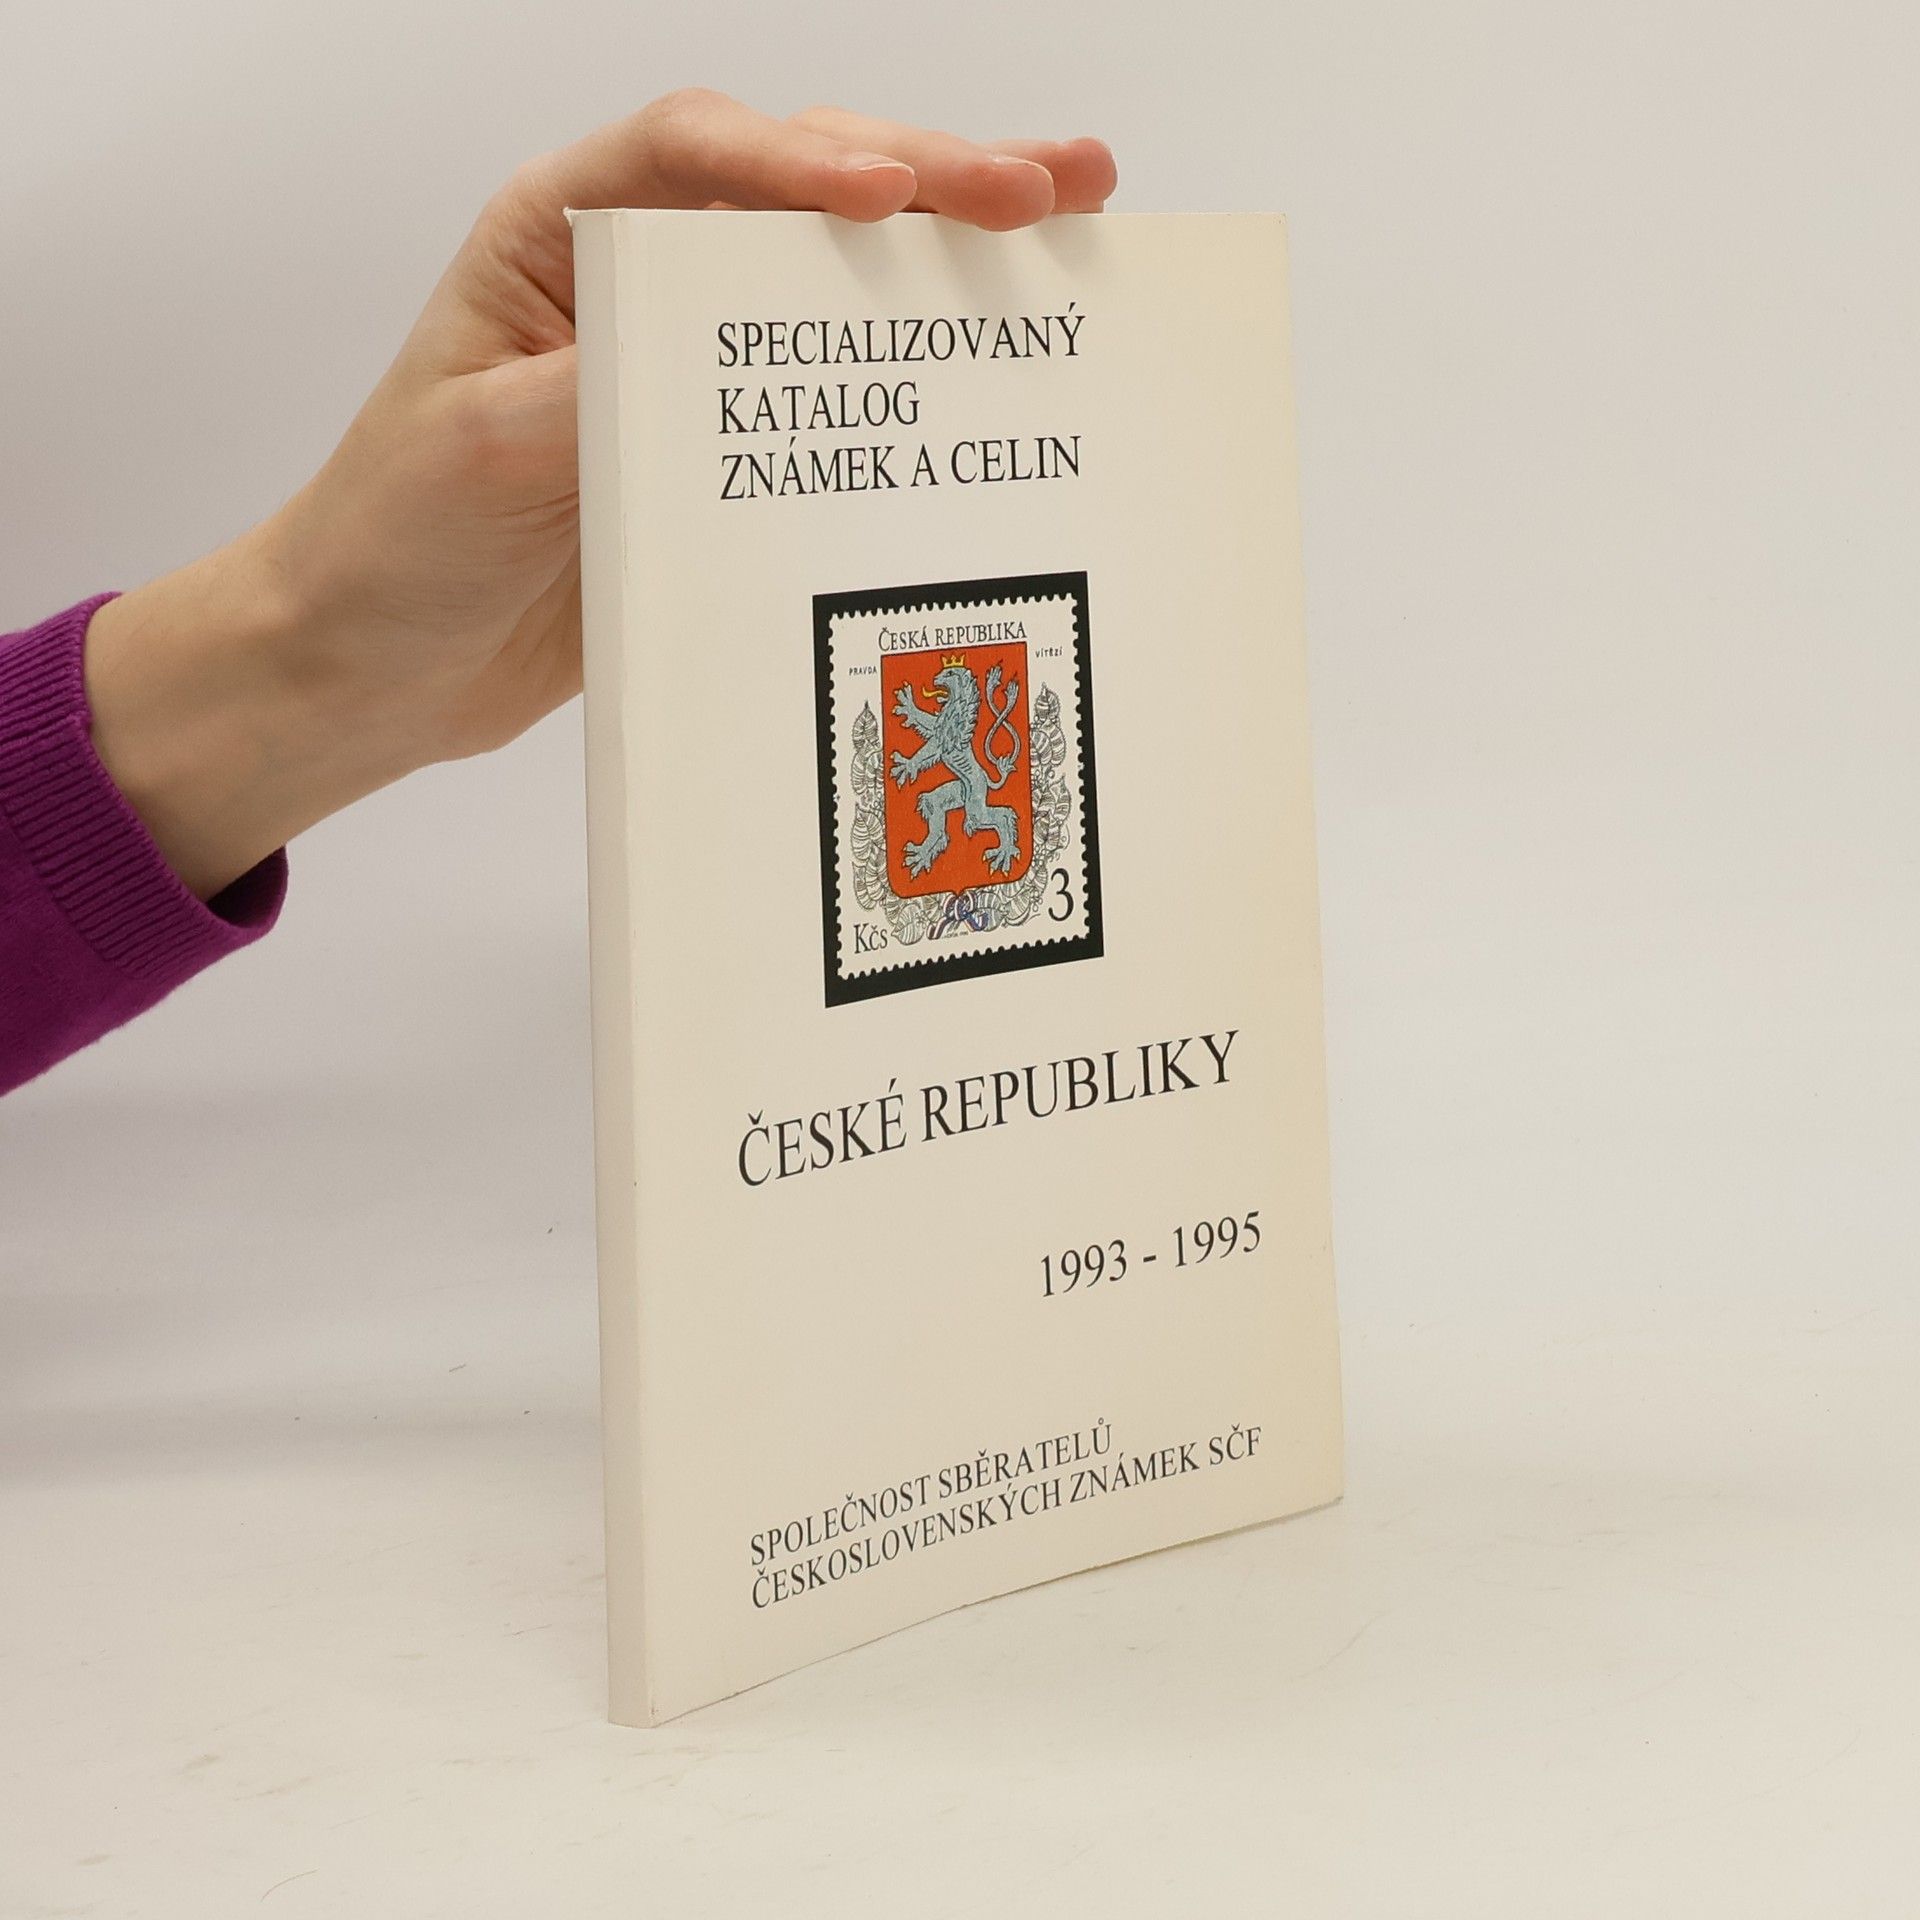 SPECIALIZOVANÝ
KATALOG
ZNÁMEK A CELIN
ČESKÁ REPUBLIKA
PRAVDA VÍTĚZÍ
Kčs 3
ČESKÉ REPUBLIKY
1993 - 1995
SPOLEČNOST SBĚRATELŮ
ČESKOSLOVENSKÝCH ZNÁMEK SČF